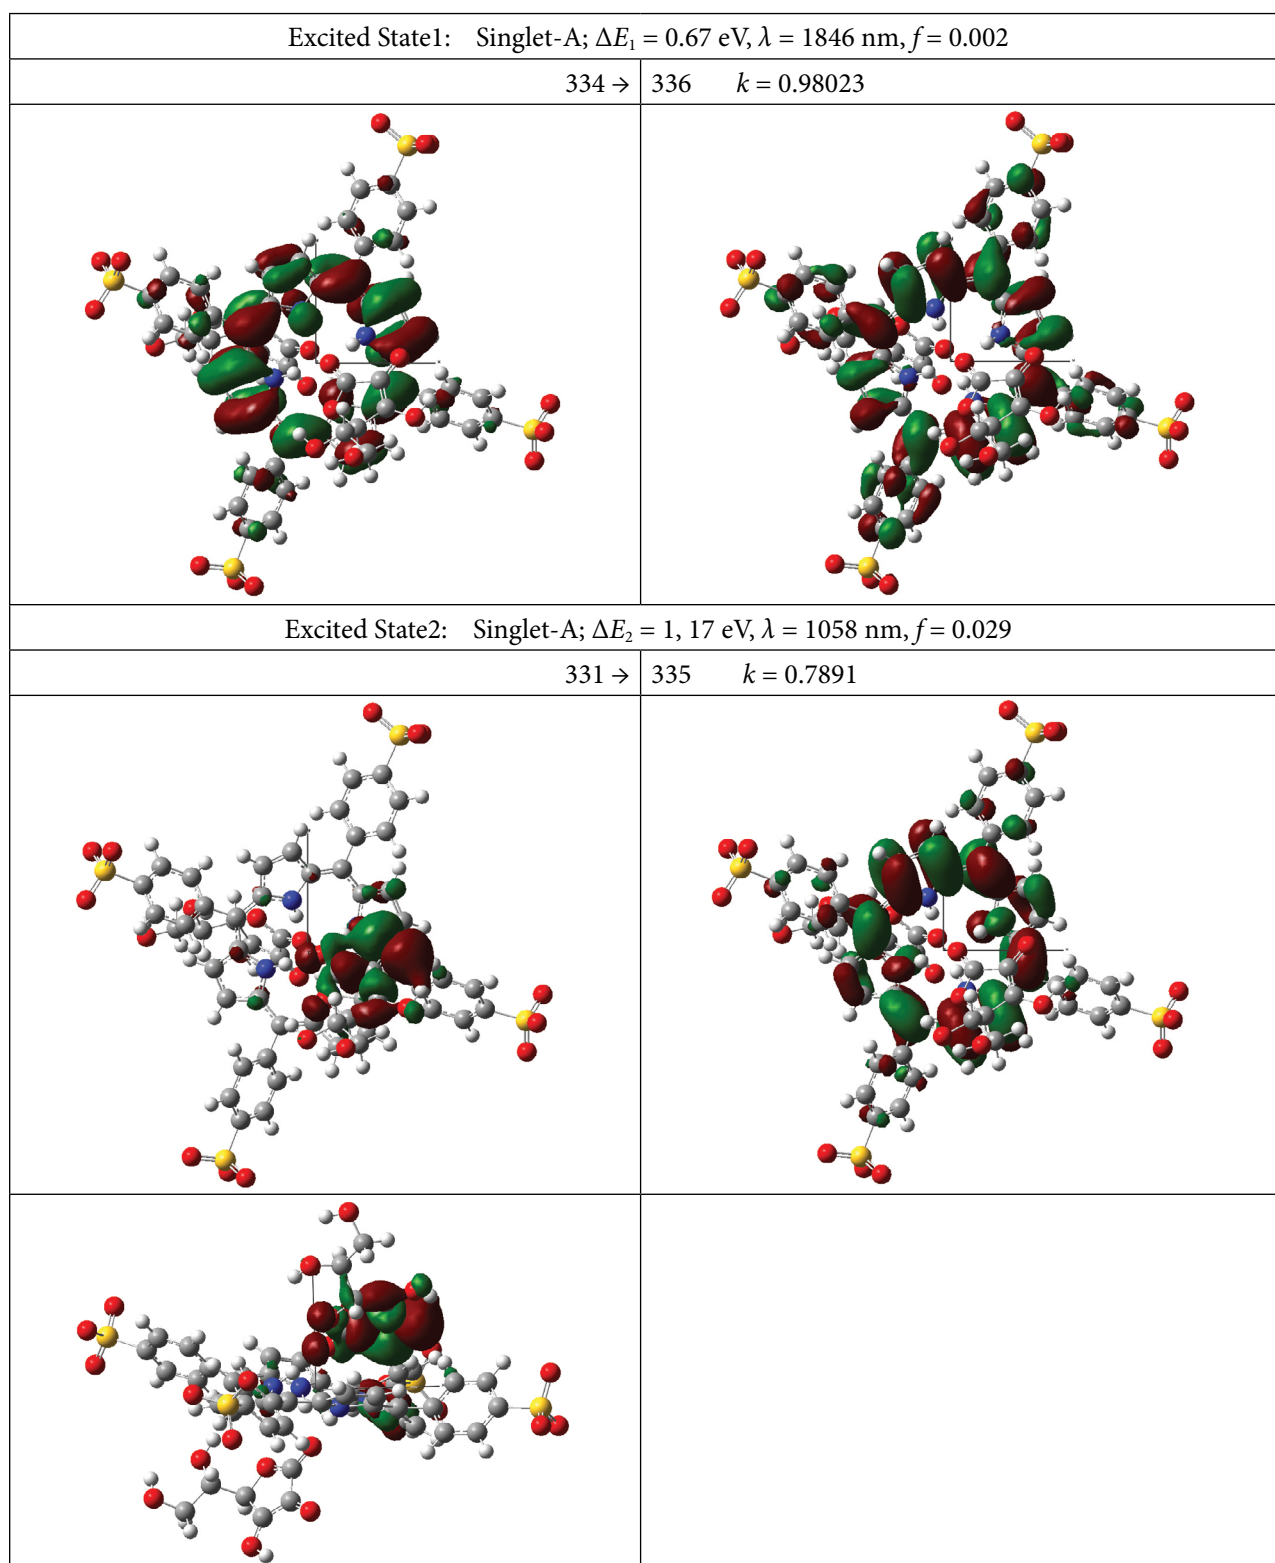 Excited State1: Singlet-A; ΔE₁ = 0.67 eV, λ = 1846 nm, f = 0.002
334 → 336 k = 0.98023
Excited State2: Singlet-A; ΔE₂ = 1, 17 eV, λ = 1058 nm, f = 0.029
331 → 335 k = 0.7891